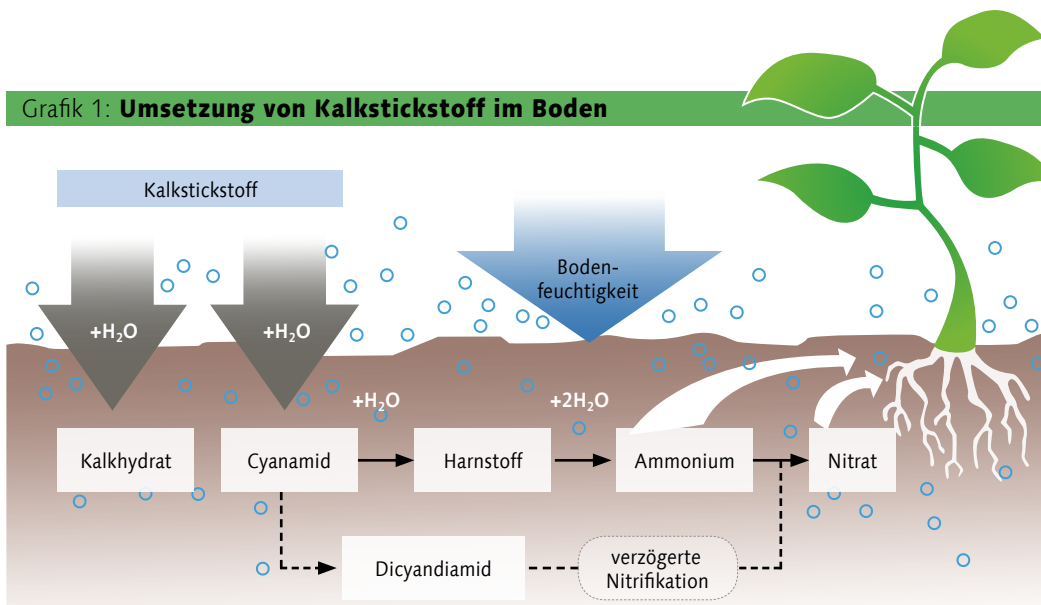 Grafik 1: Umsetzung von Kalkstickstoff im Boden
Kalkstickstoff
Boden-
feuchtigkeit
+H₂O
+H₂O
+H₂O
+2H₂O
Kalkhydrat
Cyanamid
Harnstoff
Ammonium
Nitrat
Dicyandiamid
verzögerte
Nitrifikation